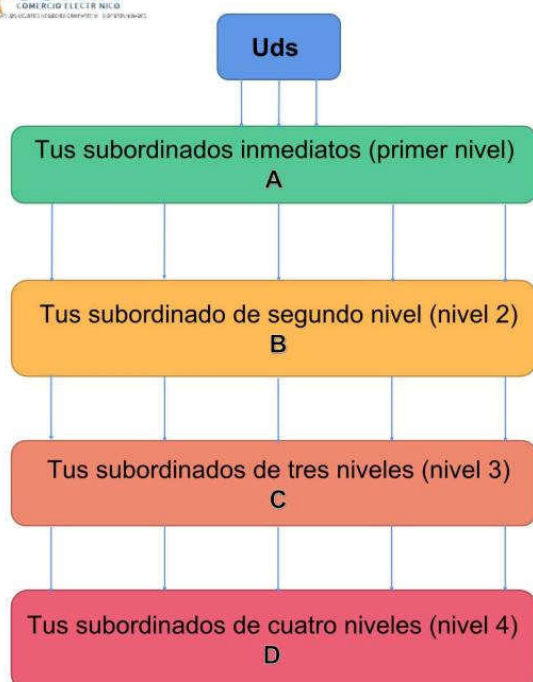 COMERCIO ELECTR NICO
Uds
Tus subordinados inmediatos (primer nivel)
A
Tus subordinado de segundo nivel (nivel 2)
B
Tus subordinados de tres niveles (nivel 3)
C
Tus subordinados de cuatro niveles (nivel 4)
D